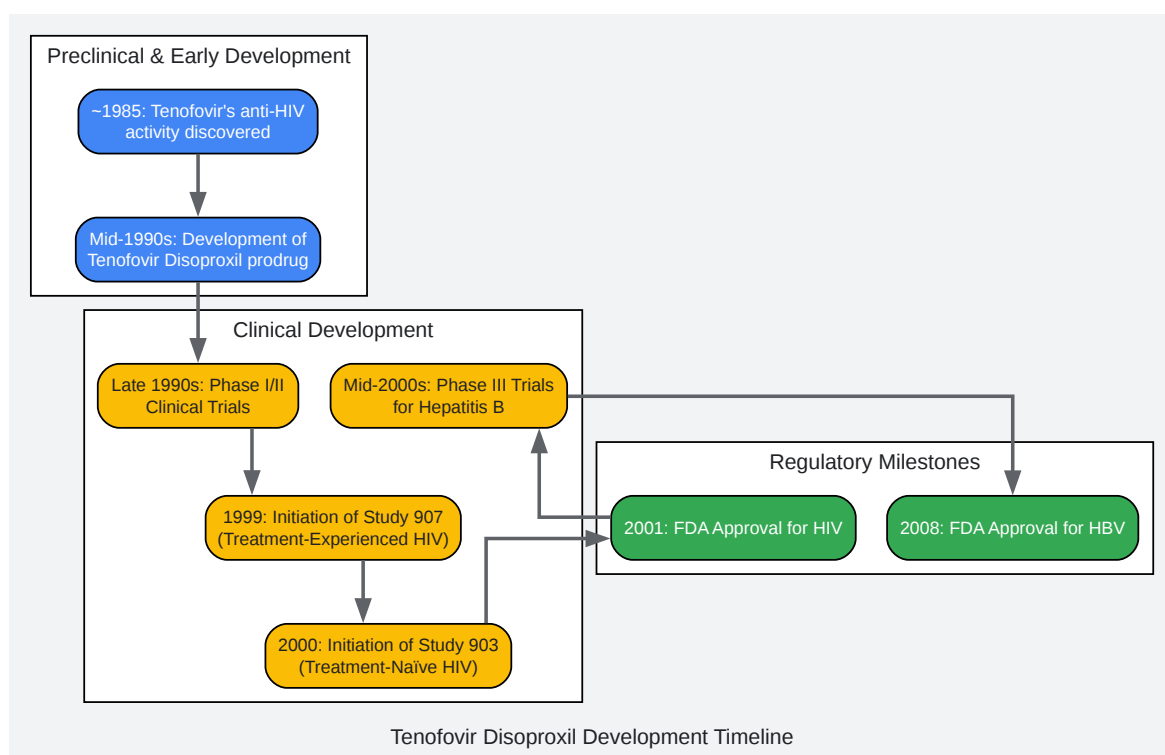 Preclinical & Early Development
~1985: Tenofovir's anti-HIV
activity discovered
Mid-1990s: Development of
Tenofovir Disoproxil prodrug
Clinical Development
Late 1990s: Phase I/II
Clinical Trials
Mid-2000s: Phase III Trials
for Hepatitis B
1999: Initiation of Study 907
(Treatment-Experienced HIV)
2000: Initiation of Study 903
(Treatment-Naïve HIV)
Regulatory Milestones
2001: FDA Approval for HIV
2008: FDA Approval for HBV
Tenofovir Disoproxil Development Timeline